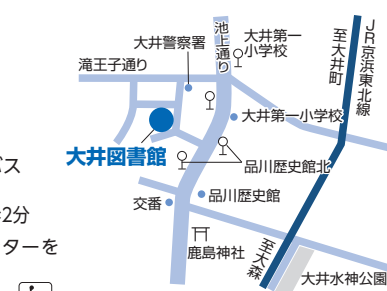 大井警察署
池上通り
大井第一
小学校
JR京浜東北線
至大井町
滝王子通り
大井第一小学校
大井図書館
バス
品川歴史館北
2分
交番
品川歴史館
ターを
鹿島神社
至大森
大井水神公園